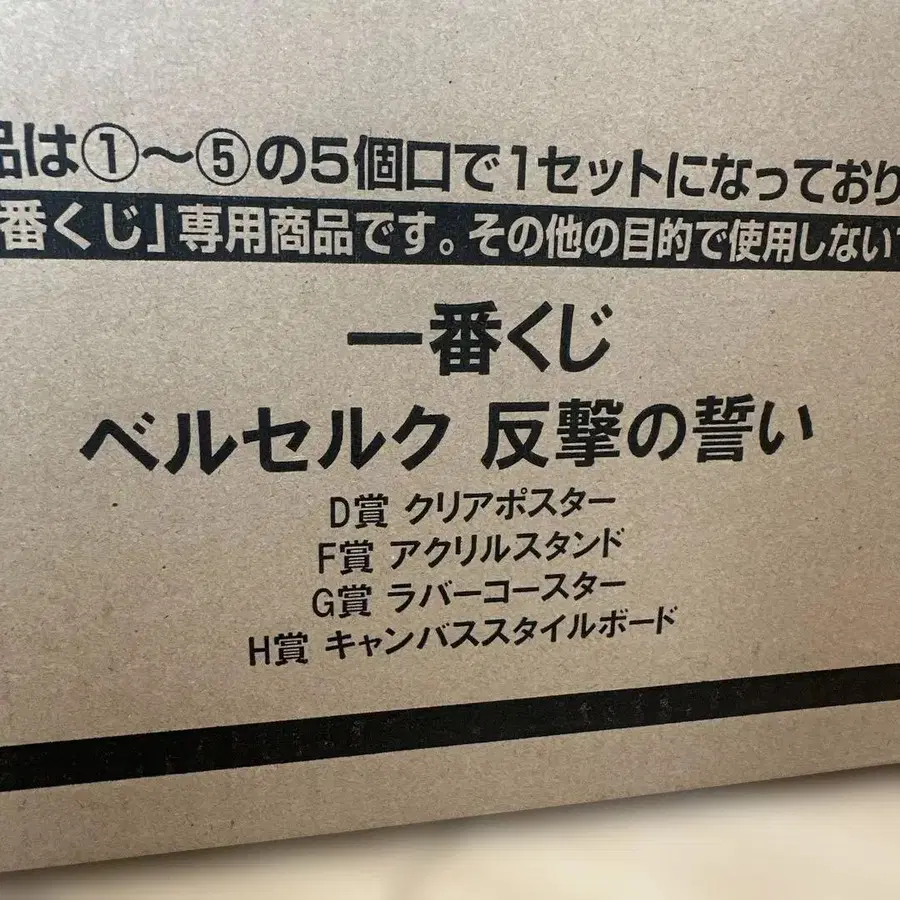 品は①〜⑤の5個口で1セットになっており
番くじ」専用商品です。その他の目的で使用しない
一番くじ
ベルセルク 反撃の誓い
D賞 クリアポスター
F賞 アクリルスタンド
G賞 ラバーコースター
H賞 キャンバススタイルボード